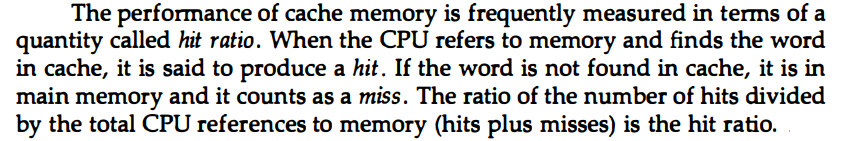 The performance of cache memory is frequently measured in terms of a
quantity called hit ratio. When the CPU refers to memory and finds the word
in cache, it is said to produce a hit. If the word is not found in cache, it is in
main memory and it counts as a miss. The ratio of the number of hits divided
by the total CPU references to memory (hits plus misses) is the hit ratio.